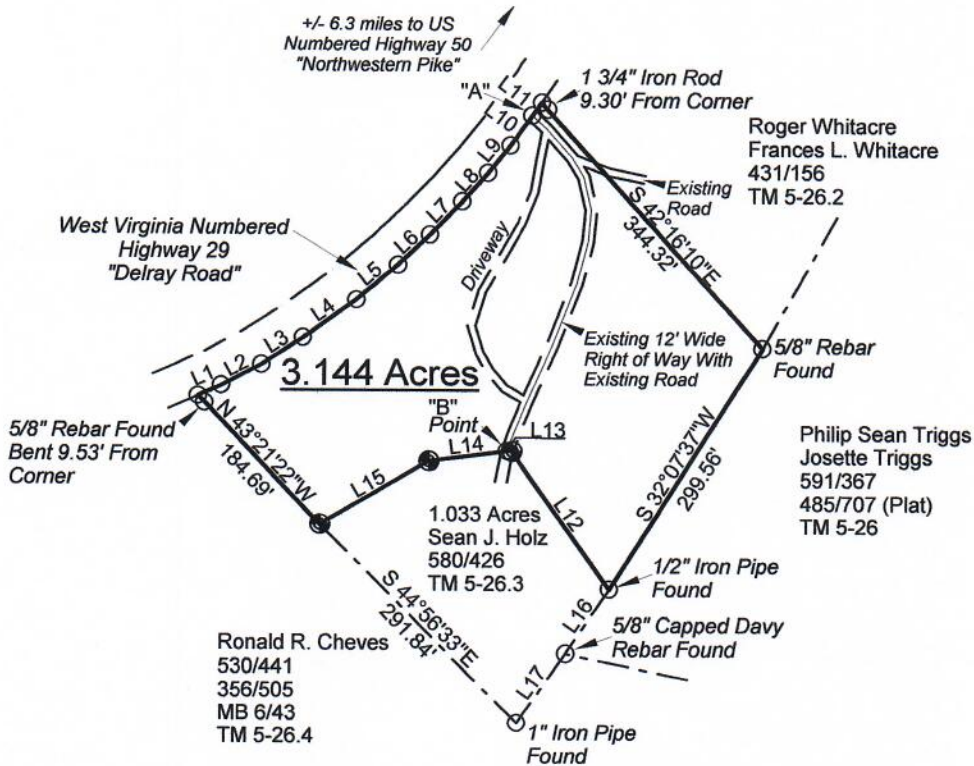 +/- 6.3 miles to US
Numbered Highway 50
"Northwestern Pike"
"A"
L11
L10
L9
L8
L7
L6
L5
L4
L3
L2
L1
1 3/4" Iron Rod
9.30' From Corner
Roger Whitacre
Frances L. Whitacre
431/156
TM 5-26.2
Existing
Road
S 42°16'10"E
344.32'
West Virginia Numbered
Highway 29
"Delray Road"
Driveway
Existing 12' Wide
Right of Way With
Existing Road
5/8" Rebar
Found
3.144 Acres
"B"
Point
L13
L14
L15
L12
5/8" Rebar Found
Bent 9.53' From
Corner
N 43°21'22"W
184.69'
S 32°07'37"W
299.56'
Philip Sean Triggs
Josette Triggs
591/367
485/707 (Plat)
TM 5-26
1.033 Acres
Sean J. Holz
580/426
TM 5-26.3
1/2" Iron Pipe
Found
L16
5/8" Capped Davy
Rebar Found
L17
S 44°56'33"E
291.84'
Ronald R. Cheves
530/441
356/505
MB 6/43
TM 5-26.4
1" Iron Pipe
Found